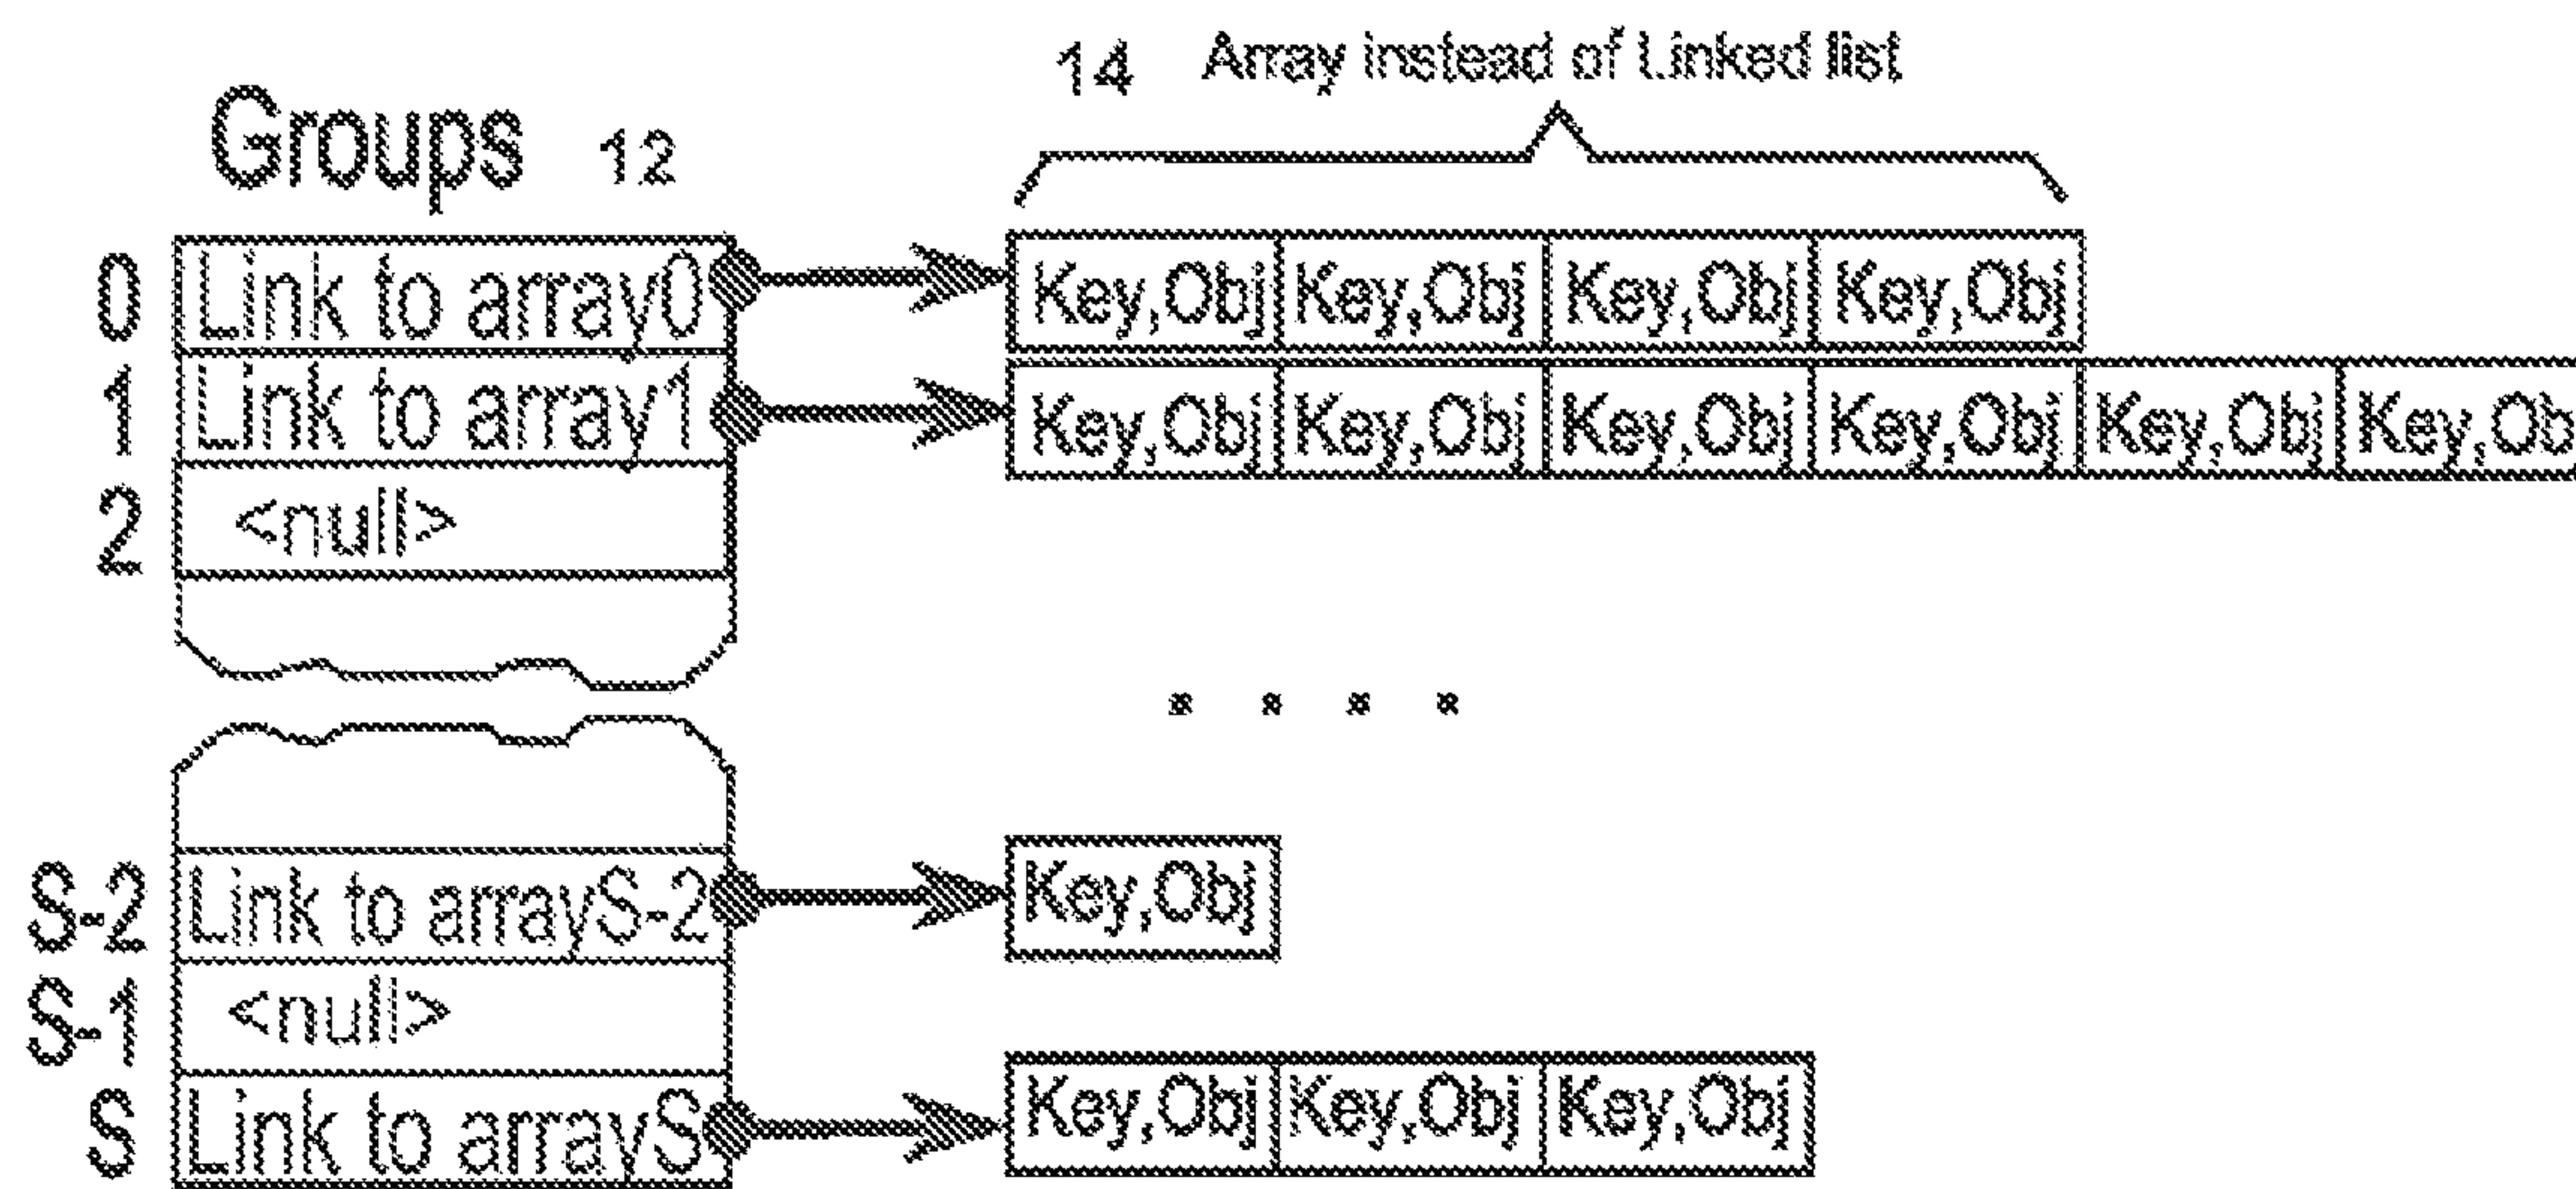 14 Array instead of Linked list
Groups 12
0 Link to array0 Key,Obj Key,Obj Key,Obj Key,Obj
1 Link to array1 Key,Obj Key,Obj Key,Obj Key,Obj Key,Obj Key,Ob
2 <null>
S-2 Link to arrayS-2 Key,Obj
S-1 <null>
S Link to arrayS Key,Obj Key,Obj Key,Obj